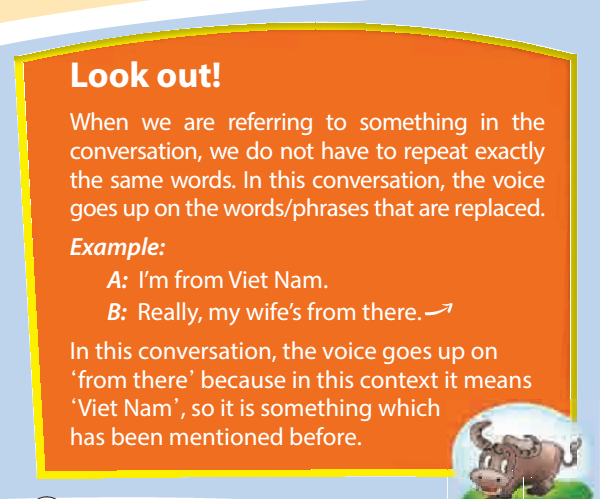 Look out!
When we are referring to something in the
conversation, we do not have to repeat exactly
the same words. In this conversation, the voice
goes up on the words/phrases that are replaced.
Example:
A: I'm from Viet Nam.
B: Really, my wife's from there.
In this conversation, the voice goes up on
‘from there’ because in this context it means
‘Viet Nam’, so it is something which
has been mentioned before.